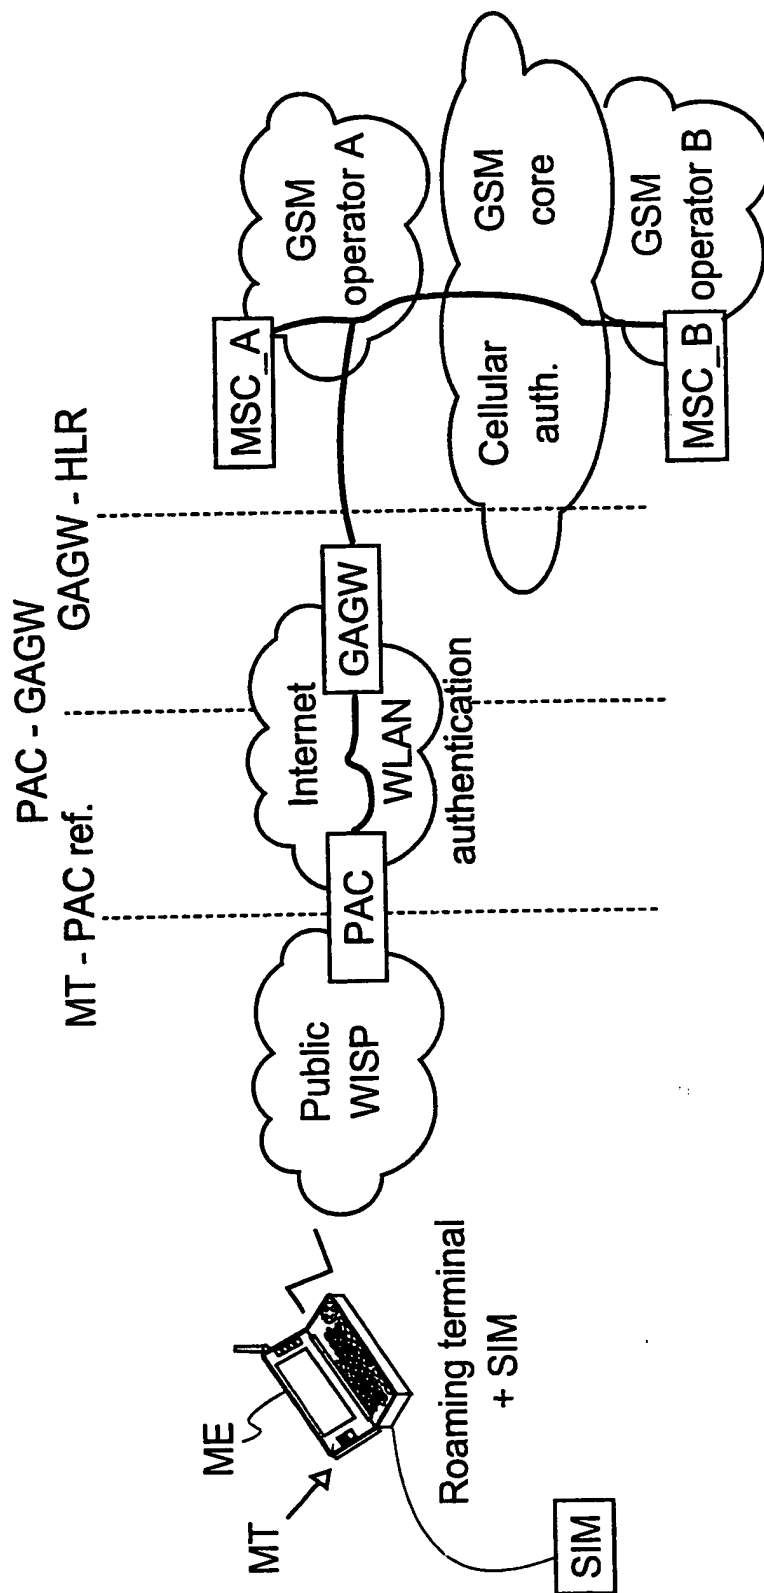 PAC - GAGW
MT - PAC ref.
GAGW - HLR
ME
MT
SIM
Roaming terminal
+ SIM
Public
WISP
PAC
Internet
WLAN
authentication
GAGW
MSC_A
GSM
operator A
Cellular
auth.
GSM
core
MSC_B
GSM
operator B